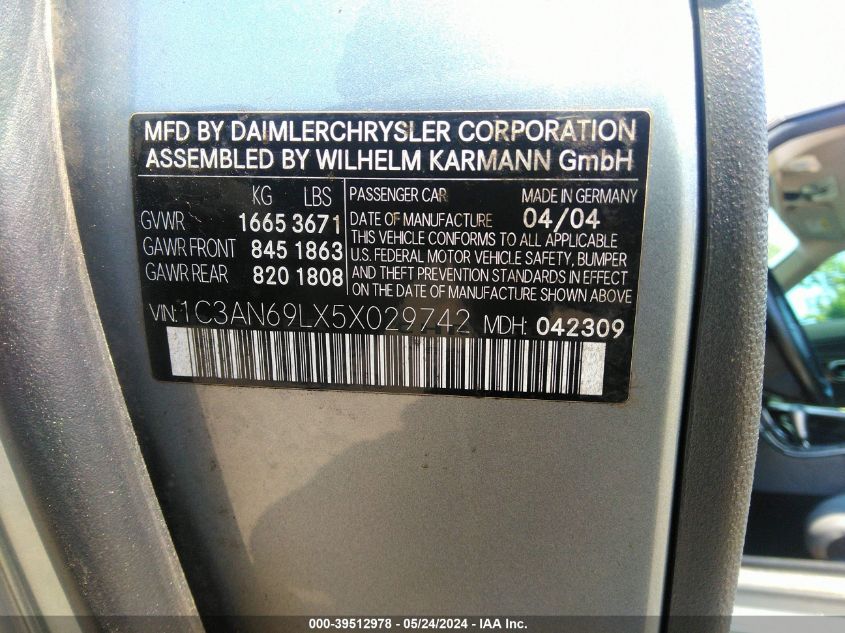 MFD BY DAIMLERCHRYSLER CORPORATION
ASSEMBLED BY WILHELM KARMANN GmbH
KG LBS
GVWR 1665 3671
GAWR FRONT 845 1863
GAWR REAR 820 1808
PASSENGER CAR MADE IN GERMANY
DATE OF MANUFACTURE 04/04
THIS VEHICLE CONFORMS TO ALL APPLICABLE
U.S. FEDERAL MOTOR VEHICLE SAFETY, BUMPER
AND THEFT PREVENTION STANDARDS IN EFFECT
ON THE DATE OF MANUFACTURE SHOWN ABOVE
VIN: 1C3AN69LX5X029742 MDH: 042309
000-39512978 / 05/24/2024 - IAA Inc.